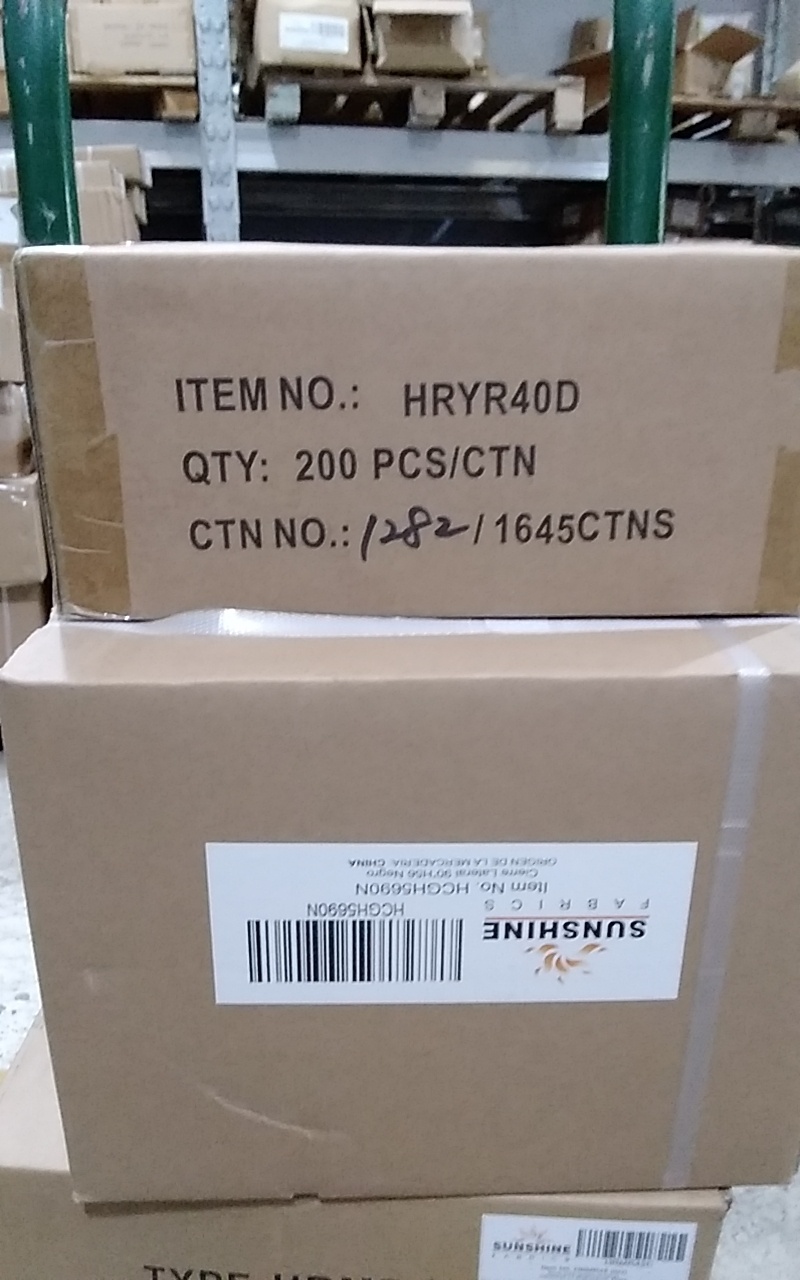 ITEM NO.: HRYR40D
QTY: 200 PCS/CTN
CTN NO.: 1282/1645CTNS
SUNSHINE
FABRICS
HCGH5690N
Item No. HCGH5690N
Cierre Lateral 90°H56 Negro
ORIGEN DE LA MERCADERIA: CHINA
SUNSHINE
TYPE